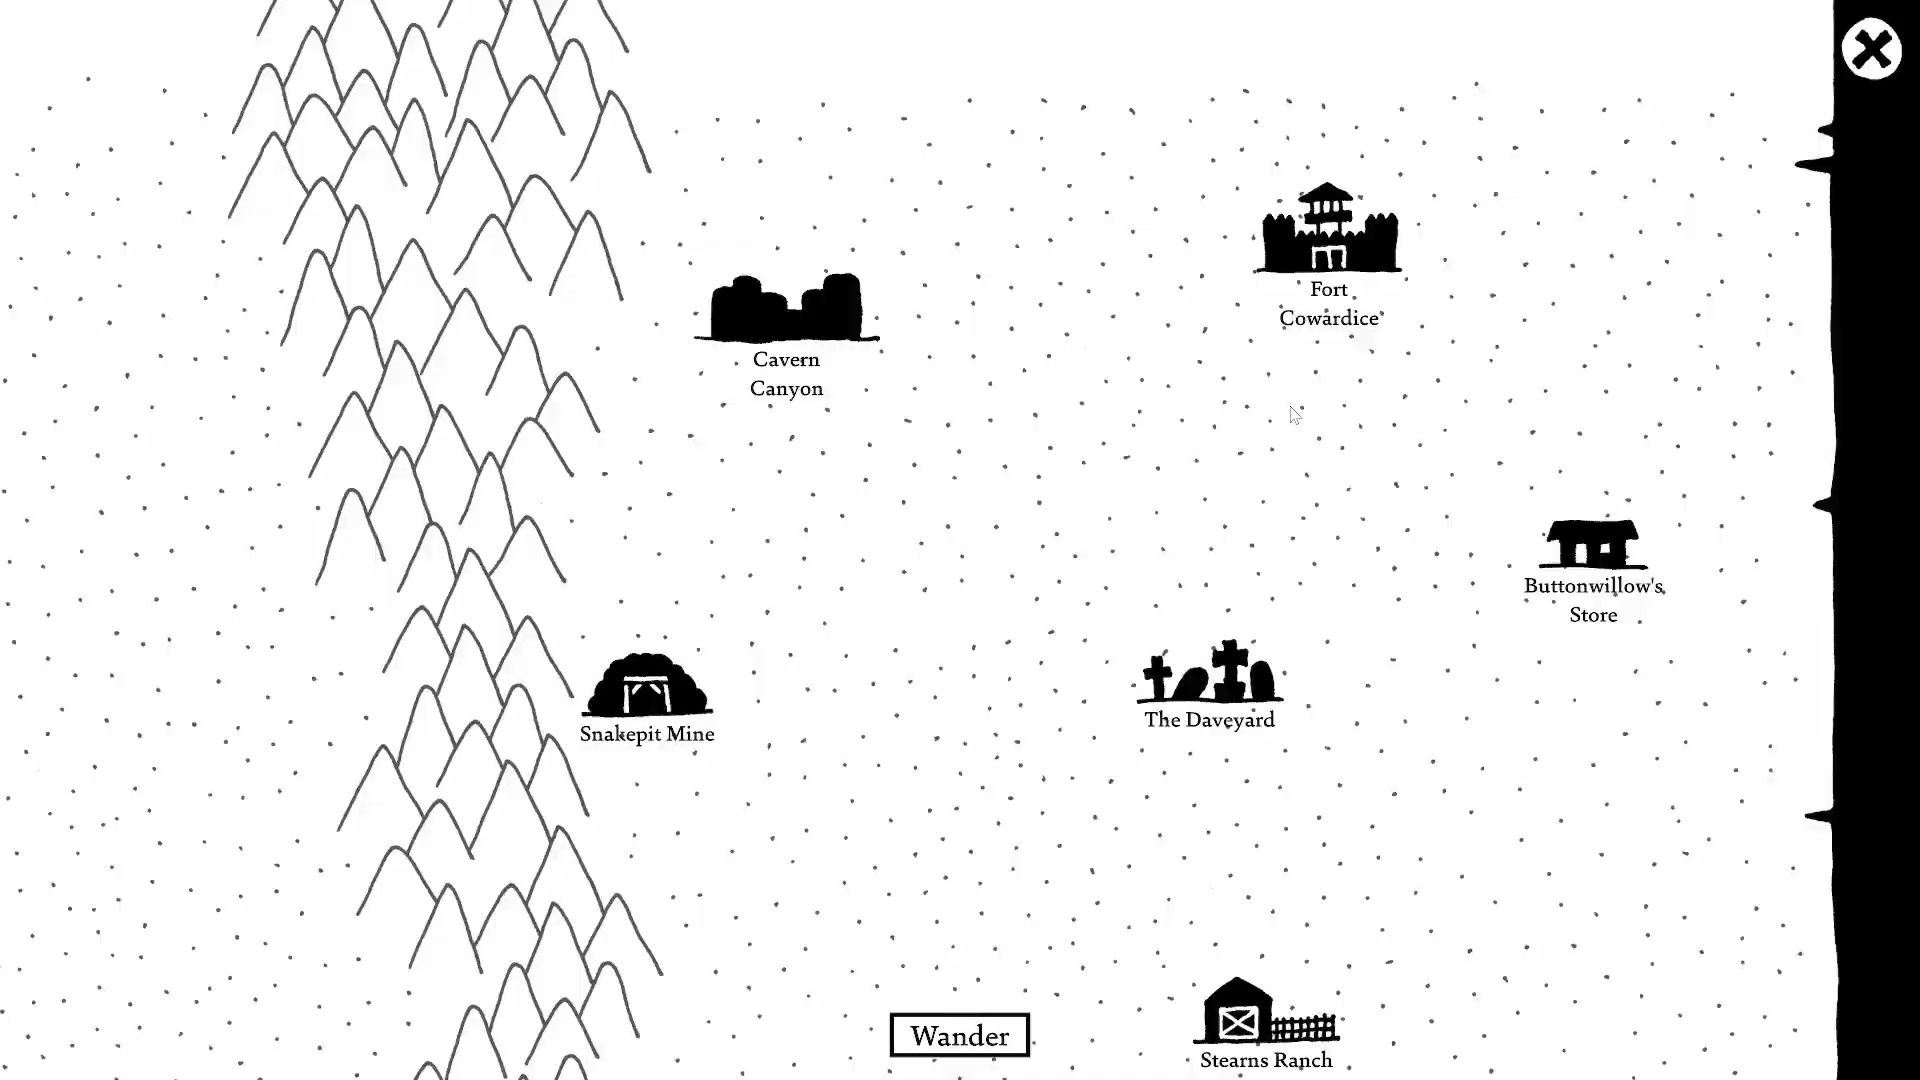 Fort
Cowardice
Cavern
Canyon
Buttonwillow's
Store
The Daveyard
Snakepit Mine
Wander
Stearns Ranch